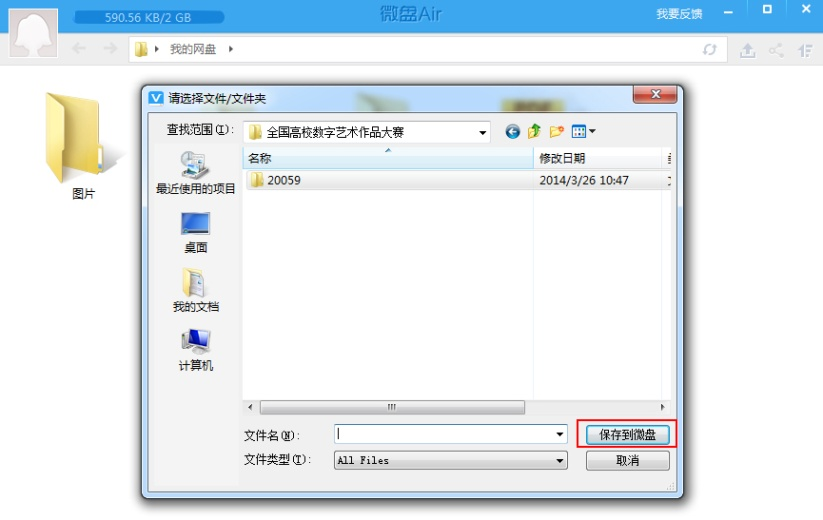 590.56 KB/2 GB
微盘Air
我要反馈
我的网盘
图片
请选择文件/文件夹
查找范围(I):
全国高校数字艺术作品大赛
名称
修改日期
20059
2014/3/26 10:47
最近使用的项目
桌面
我的文档
计算机
文件名(N):
保存到微盘
文件类型(T):
All Files
取消